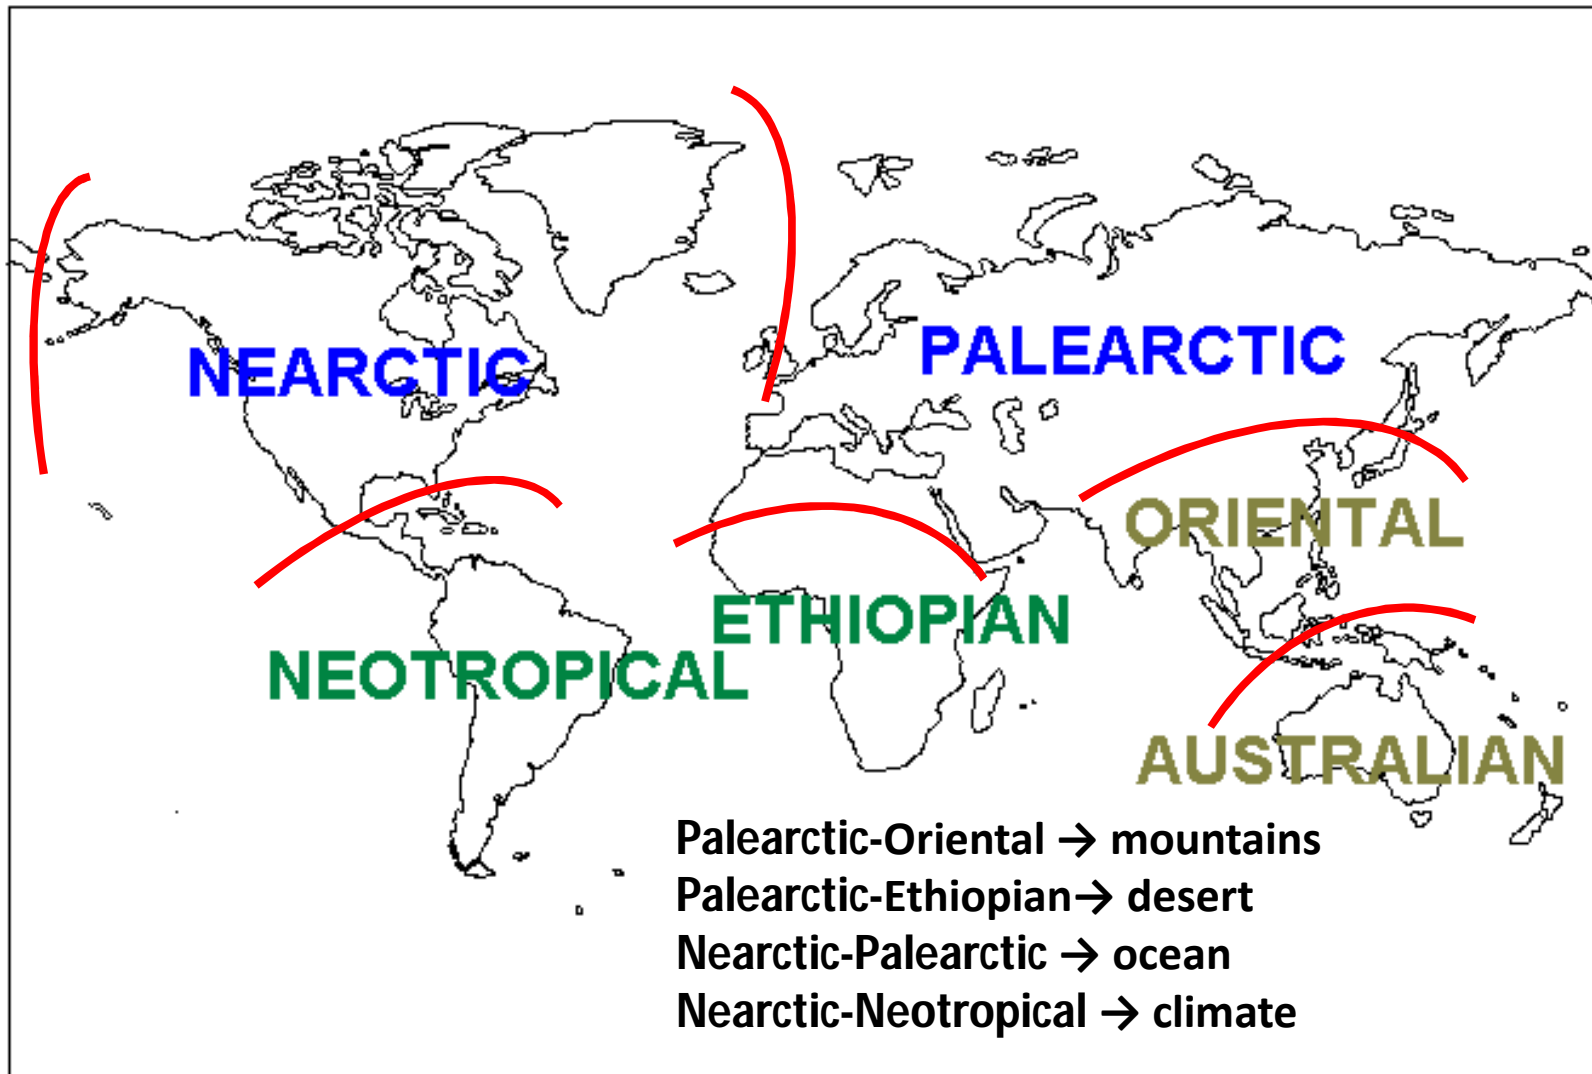 NEARCTIC
PALEARCTIC
ORIENTAL
ETHIOPIAN
NEOTROPICAL
AUSTRALIAN
Palearctic-Oriental → mountains
Palearctic-Ethiopian→ desert
Nearctic-Palearctic → ocean
Nearctic-Neotropical → climate